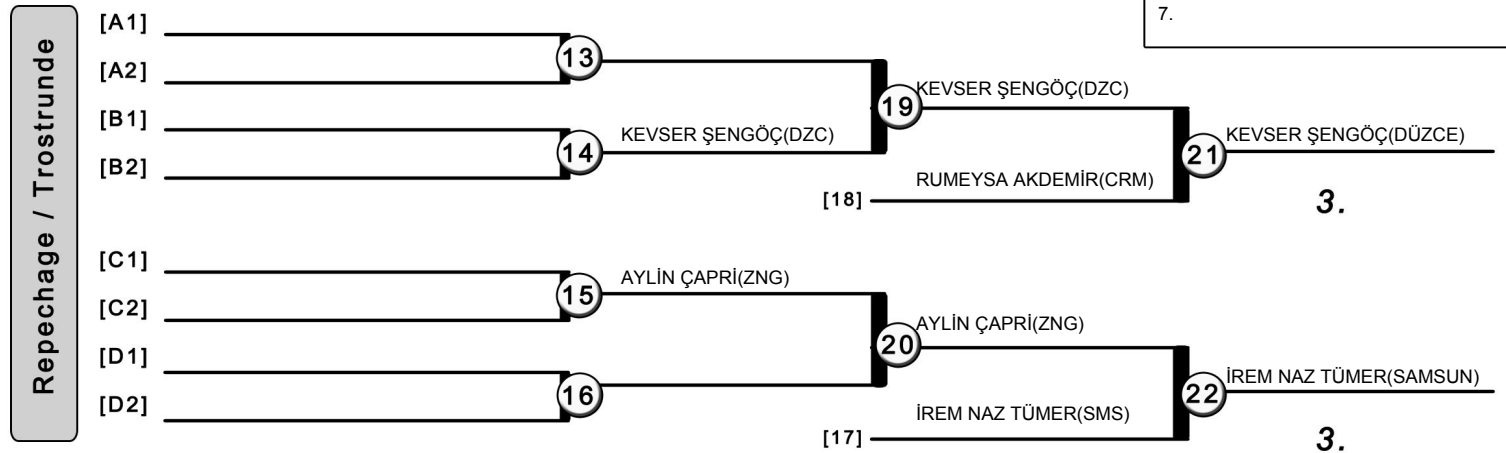 7.
Repechage / Trostrunde
[A1]
[A2]
13
[B1]
[B2]
14
KEVSER ŞENGÖÇ(DZC)
19
KEVSER ŞENGÖÇ(DZC)
[18]
RUMEYSA AKDEMİR(CRM)
21
KEVSER ŞENGÖÇ(DÜZCE)
3.
[C1]
[C2]
15
AYLİN ÇAPRİ(ZNG)
[D1]
[D2]
16
20
AYLİN ÇAPRİ(ZNG)
[17]
İREM NAZ TÜMER(SMS)
22
İREM NAZ TÜMER(SAMSUN)
3.